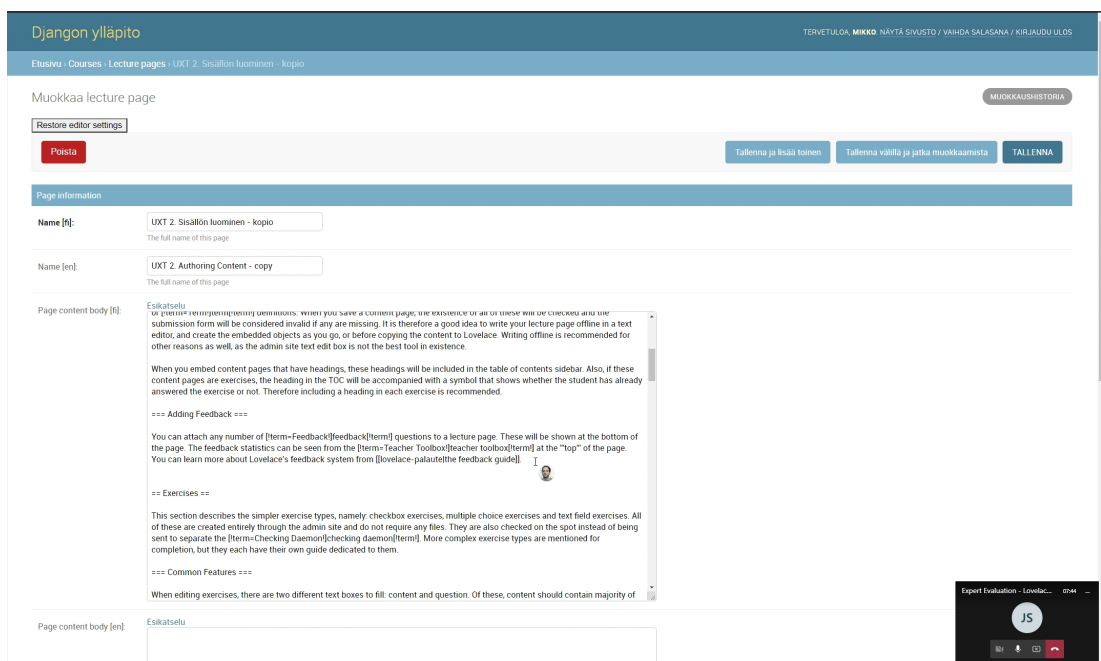 Djangon ylläpito
TERVETULOA, MIKKO. NÄYTÄ SIVUSTO / VAIHDA SALASANA / KIRJAUDU ULOS
Etusivu › Courses › Lecture pages › UXT 2. Sisällön luominen - kopio
Muokkaa lecture page
MUOKKAUSHISTORIA
Restore editor settings
Poista
Tallenna ja lisää toinen
Tallenna välillä ja jatka muokkaamista
TALLENNA
Page information
Name [fi]:
UXT 2. Sisällön luominen - kopio
The full name of this page
Name [en]:
UXT 2. Authoring Content - copy
The full name of this page
Page content body [fi]:
Esikatselu
definitions. When you save a content page, the existence of all of these will be checked and the
submission form will be considered invalid if any are missing. It is therefore a good idea to write your lecture page offline in a text
editor, and create the embedded objects as you go, or before copying the content to Lovelace. Writing offline is recommended for
other reasons as well, as the admin site text edit box is not the best tool in existence.
When you embed content pages that have headings, these headings will be included in the table of contents sidebar. Also, if these
content pages are exercises, the heading in the TOC will be accompanied with a symbol that shows whether the student has already
answered the exercise or not. Therefore including a heading in each exercise is recommended.
=== Adding Feedback ===
You can attach any number of [!term=Feedback!]feedback[!term!] questions to a lecture page. These will be shown at the bottom of
the page. The feedback statistics can be seen from the [!term=Teacher Toolbox!]teacher toolbox[!term!] at the '''top''' of the page.
You can learn more about Lovelace's feedback system from [[lovelace-palaute|the feedback guide]].
== Exercises ==
This section describes the simpler exercise types, namely: checkbox exercises, multiple choice exercises and text field exercises. All
of these are created entirely through the admin site and do not require any files. They are also checked on the spot instead of being
sent to separate the [!term=Checking Daemon!]checking daemon[!term!]. More complex exercise types are mentioned for
completion, but they each have their own guide dedicated to them.
=== Common Features ===
When editing exercises, there are two different text boxes to fill: content and question. Of these, content should contain majority of
Page content body [en]:
Esikatselu
Expert Evaluation - Lovelac... 07:44
JS